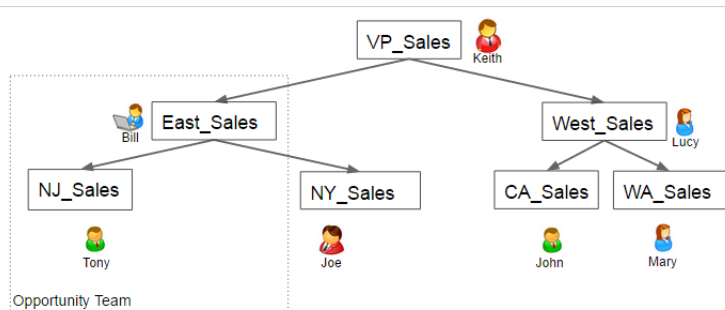 VP_Sales
Keith
East_Sales
Bill
West_Sales
Lucy
NJ_Sales
NY_Sales
CA_Sales
WA_Sales
Tony
Joe
John
Mary
Opportunity Team